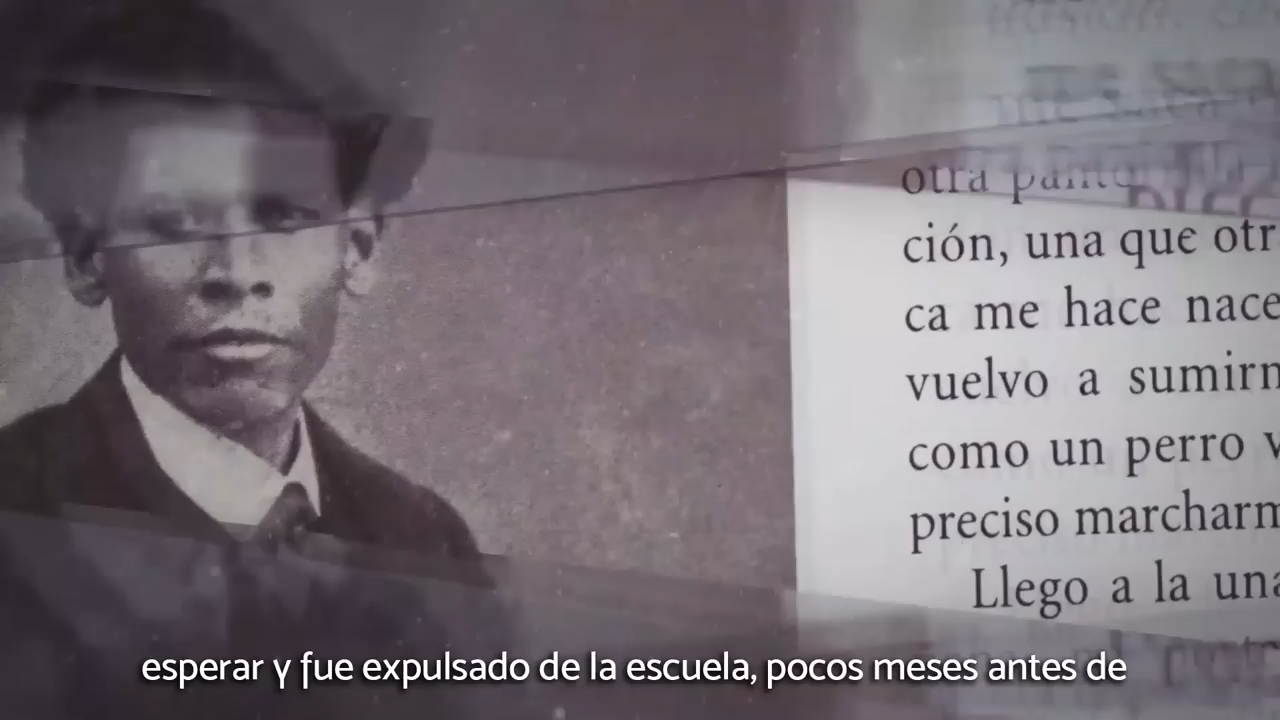 otra
ción, una que otr
ca me hace nace
vuelvo a sumirn
como un perro v
preciso marcharm
Llego a la una
esperar y fue expulsado de la escuela, pocos meses antes de